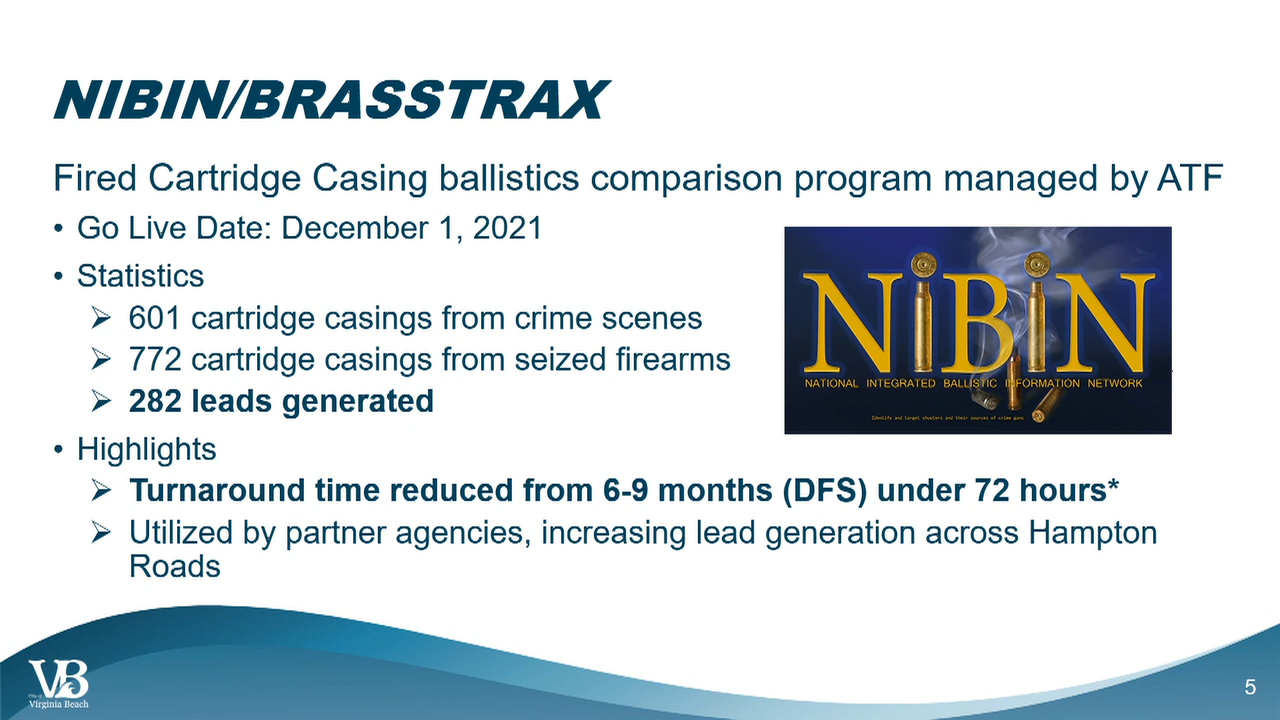 NIBIN/BRASSTRAX
Fired Cartridge Casing ballistics comparison program managed by ATF
• Go Live Date: December 1, 2021
• Statistics
➢ 601 cartridge casings from crime scenes
➢ 772 cartridge casings from seized firearms
➢ 282 leads generated
NiBiN
NATIONAL INTEGRATED BALLISTIC INFORMATION NETWORK
Identify and target shooters and their sources of crime guns
• Highlights
➢ Turnaround time reduced from 6-9 months (DFS) under 72 hours*
➢ Utilized by partner agencies, increasing lead generation across Hampton
Roads
VB
City of
Virginia Beach
5